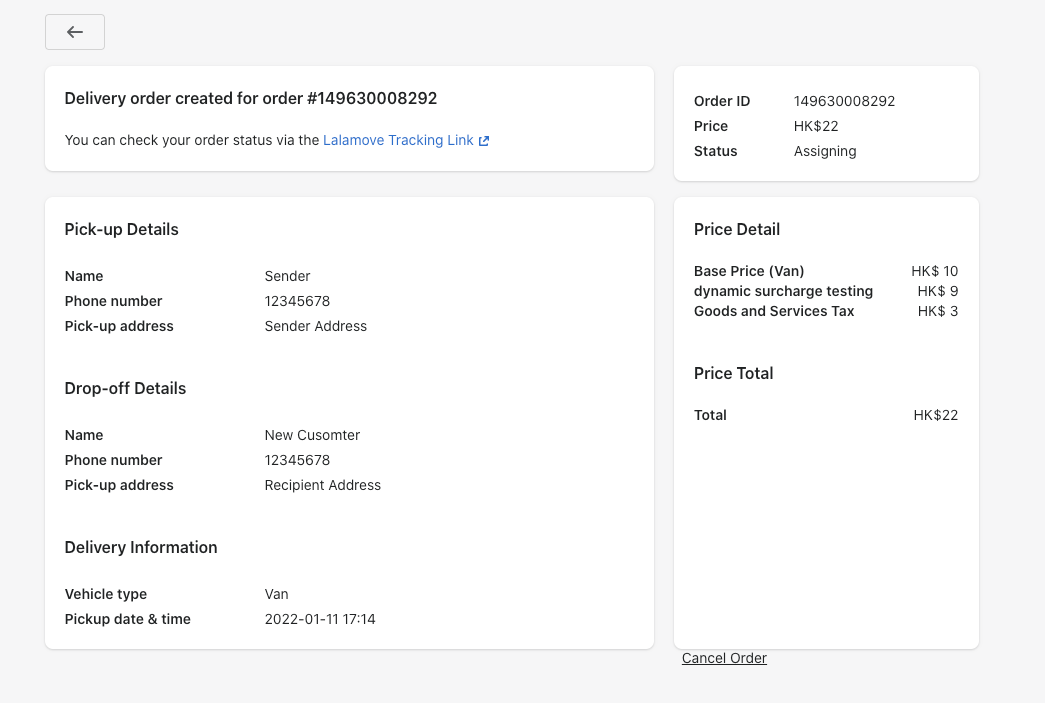 Delivery order created for order #149630008292
You can check your order status via the Lalamove Tracking Link
Order ID 149630008292
Price HK$22
Status Assigning
Pick-up Details
Name Sender
Phone number 12345678
Pick-up address Sender Address
Drop-off Details
Name New Cusomter
Phone number 12345678
Pick-up address Recipient Address
Delivery Information
Vehicle type Van
Pickup date & time 2022-01-11 17:14
Price Detail
Base Price (Van) HK$ 10
dynamic surcharge testing HK$ 9
Goods and Services Tax HK$ 3
Price Total
Total HK$22
Cancel Order